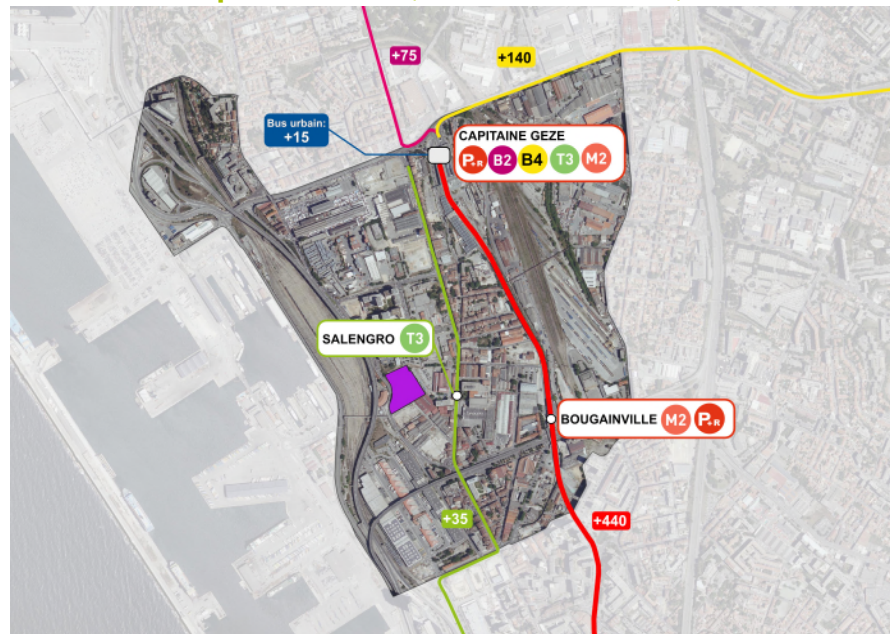 +75
+140
Bus urbain:
+15
CAPITAINE GEZE
P+R B2 B4 T3 M2
SALENGRO T3
BOUGAINVILLE M2 P+R
+35
+440